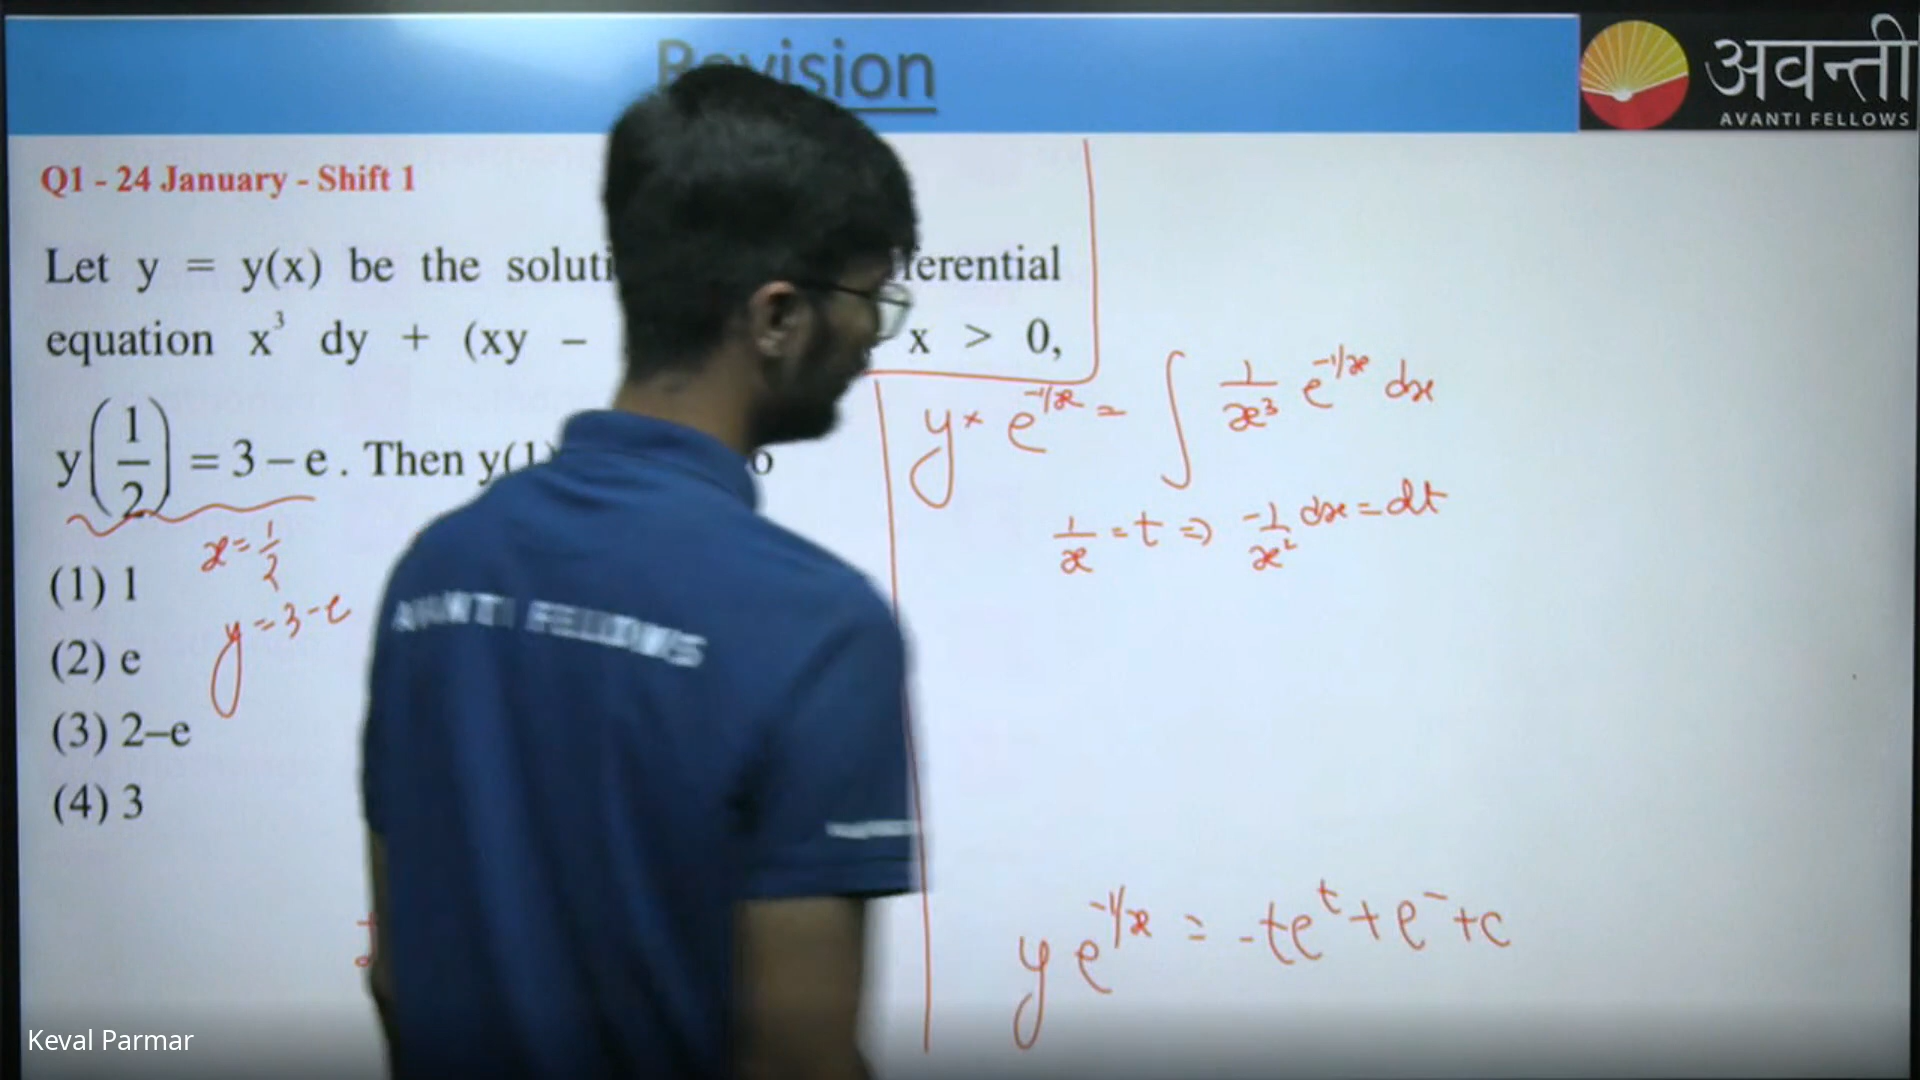 Revision
अवन्ती
AVANTI FELLOWS
Q1 - 24 January - Shift 1
Let y = y(x) be the soluti ferential
equation x³ dy + (xy – x > 0,
y(1/2) = 3 – e . Then y(1) o
x = 1/2
y = 3 - e
(1) 1
(2) e
(3) 2–e
(4) 3
y × e^(-1/x) = ∫ 1/x³ e^(-1/x) dx
1/x = t ⇒ -1/x² dx = dt
y e^(-1/x) = -te^t + e^- + c
AVANTI FELLOWS
Keval Parmar